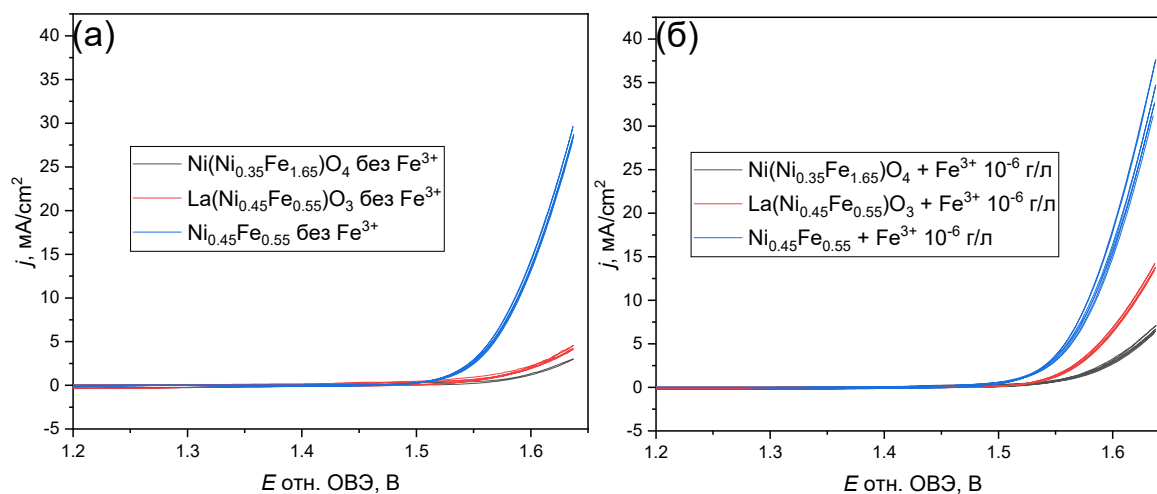 (а)
40
35
30
25
20
15
10
5
0
-5
j, мА/cm²
Ni(Ni₀.₃₅Fe₁.₆₅)O₄ без Fe³⁺
La(Ni₀.₄₅Fe₀.₅₅)O₃ без Fe³⁺
Ni₀.₄₅Fe₀.₅₅ без Fe³⁺
1.2 1.3 1.4 1.5 1.6
E отн. ОВЭ, В
(б)
40
35
30
25
20
15
10
5
0
-5
j, мА/cm²
Ni(Ni₀.₃₅Fe₁.₆₅)O₄ + Fe³⁺ 10⁻⁶ г/л
La(Ni₀.₄₅Fe₀.₅₅)O₃ + Fe³⁺ 10⁻⁶ г/л
Ni₀.₄₅Fe₀.₅₅ + Fe³⁺ 10⁻⁶ г/л
1.2 1.3 1.4 1.5 1.6
E отн. ОВЭ, В